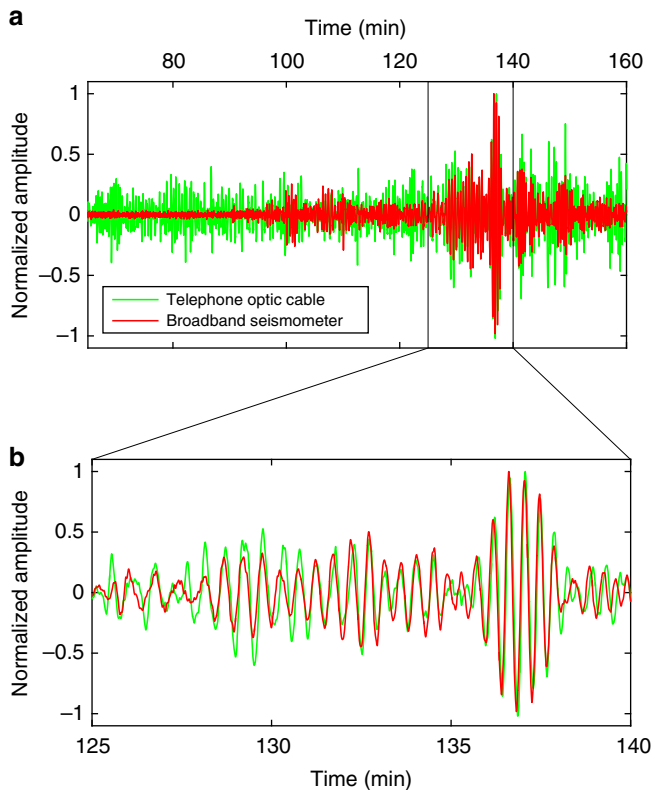 a
Time (min)
80 100 120 140 160
Normalized amplitude
1
0.5
0
−0.5
−1
Telephone optic cable
Broadband seismometer
b
Normalized amplitude
1
0.5
0
−0.5
−1
125 130 135 140
Time (min)